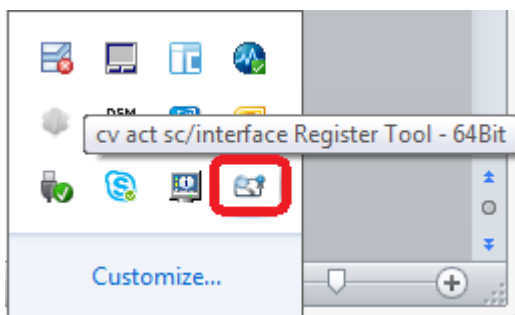 cv act sc/interface Register Tool - 64Bit
Customize...